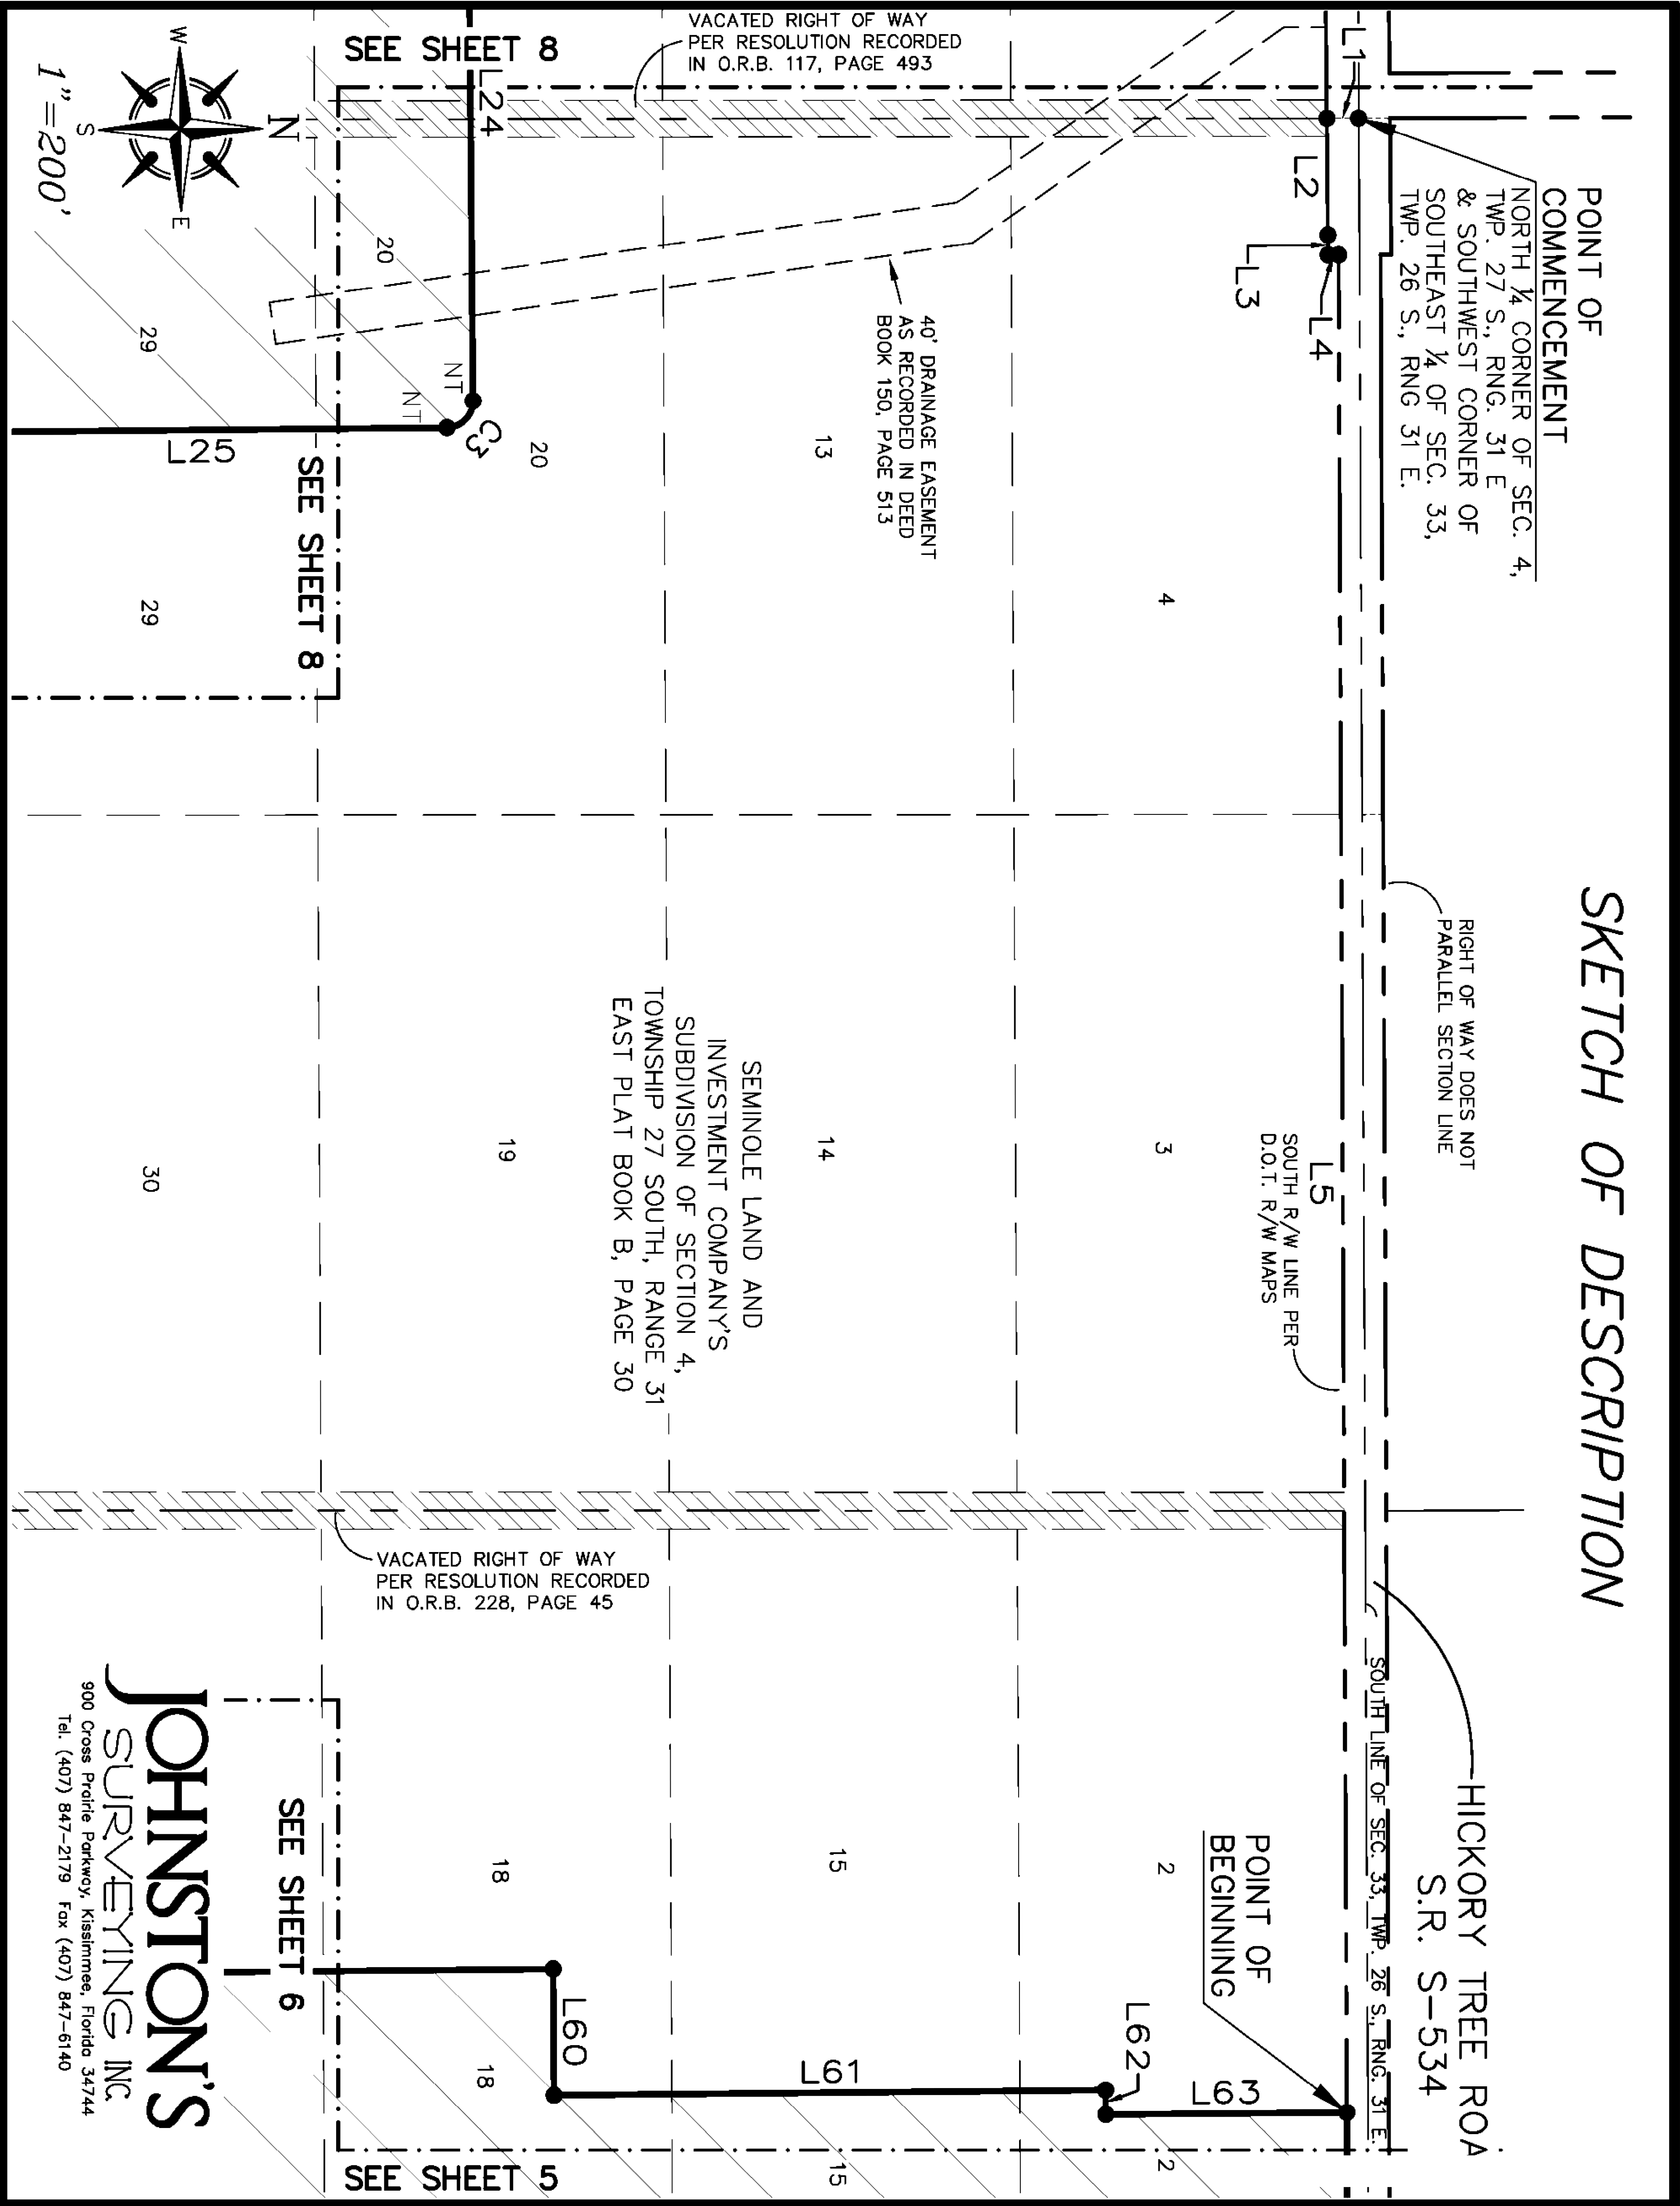 SKETCH OF DESCRIPTION
POINT OF
COMMENCEMENT
NORTH ¼ CORNER OF SEC. 4,
TWP. 27 S., RNG. 31 E
& SOUTHWEST CORNER OF
SOUTHEAST ¼ OF SEC. 33,
TWP. 26 S., RNG 31 E.
RIGHT OF WAY DOES NOT
PARALLEL SECTION LINE
HICKORY TREE ROA
S.R. S-534
SOUTH LINE OF SEC. 33, TWP. 26 S., RNG. 31 E.
L1
L2
L3
L4
L5
SOUTH R/W LINE PER
D.O.T. R/W MAPS
POINT OF
BEGINNING
VACATED RIGHT OF WAY
PER RESOLUTION RECORDED
IN O.R.B. 117, PAGE 493
40' DRAINAGE EASEMENT
AS RECORDED IN DEED
BOOK 150, PAGE 513
4
3
2
2
L62
L63
13
14
15
15
L61
SEMINOLE LAND AND
INVESTMENT COMPANY'S
SUBDIVISION OF SECTION 4,
TOWNSHIP 27 SOUTH, RANGE 31
EAST PLAT BOOK B, PAGE 30
SEE SHEET 8
L24
NT
NT
C3
20
20
19
18
18
L60
SEE SHEET 5
L25
SEE SHEET 8
29
29
30
VACATED RIGHT OF WAY
PER RESOLUTION RECORDED
IN O.R.B. 228, PAGE 45
SEE SHEET 6
N
W
E
S
1"=200'
JOHNSTON'S
SURVEYING INC.
900 Cross Prairie Parkway, Kissimmee, Florida 34744
Tel. (407) 847-2179 Fax (407) 847-6140